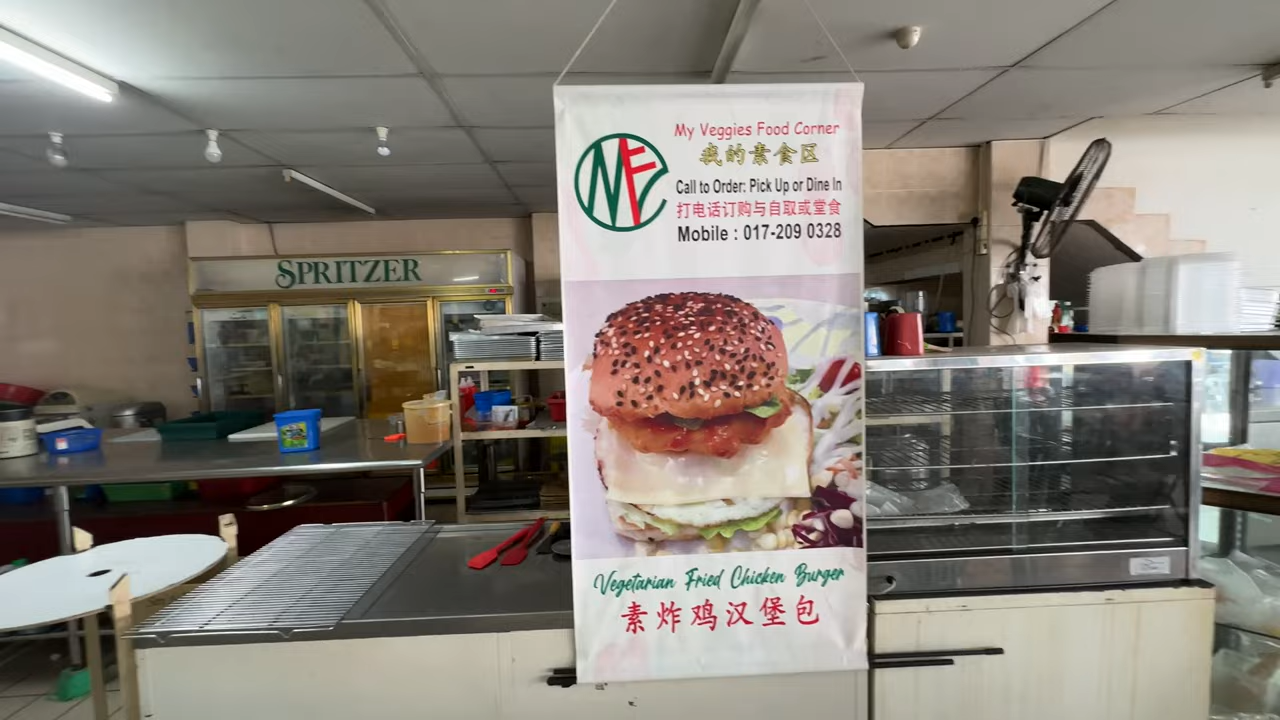 SPRITZER
My Veggies Food Corner
我的素食区
Call to Order: Pick Up or Dine In
打电话订购与自取或堂食
Mobile : 017-209 0328
Vegetarian Fried Chicken Burger
素炸鸡汉堡包